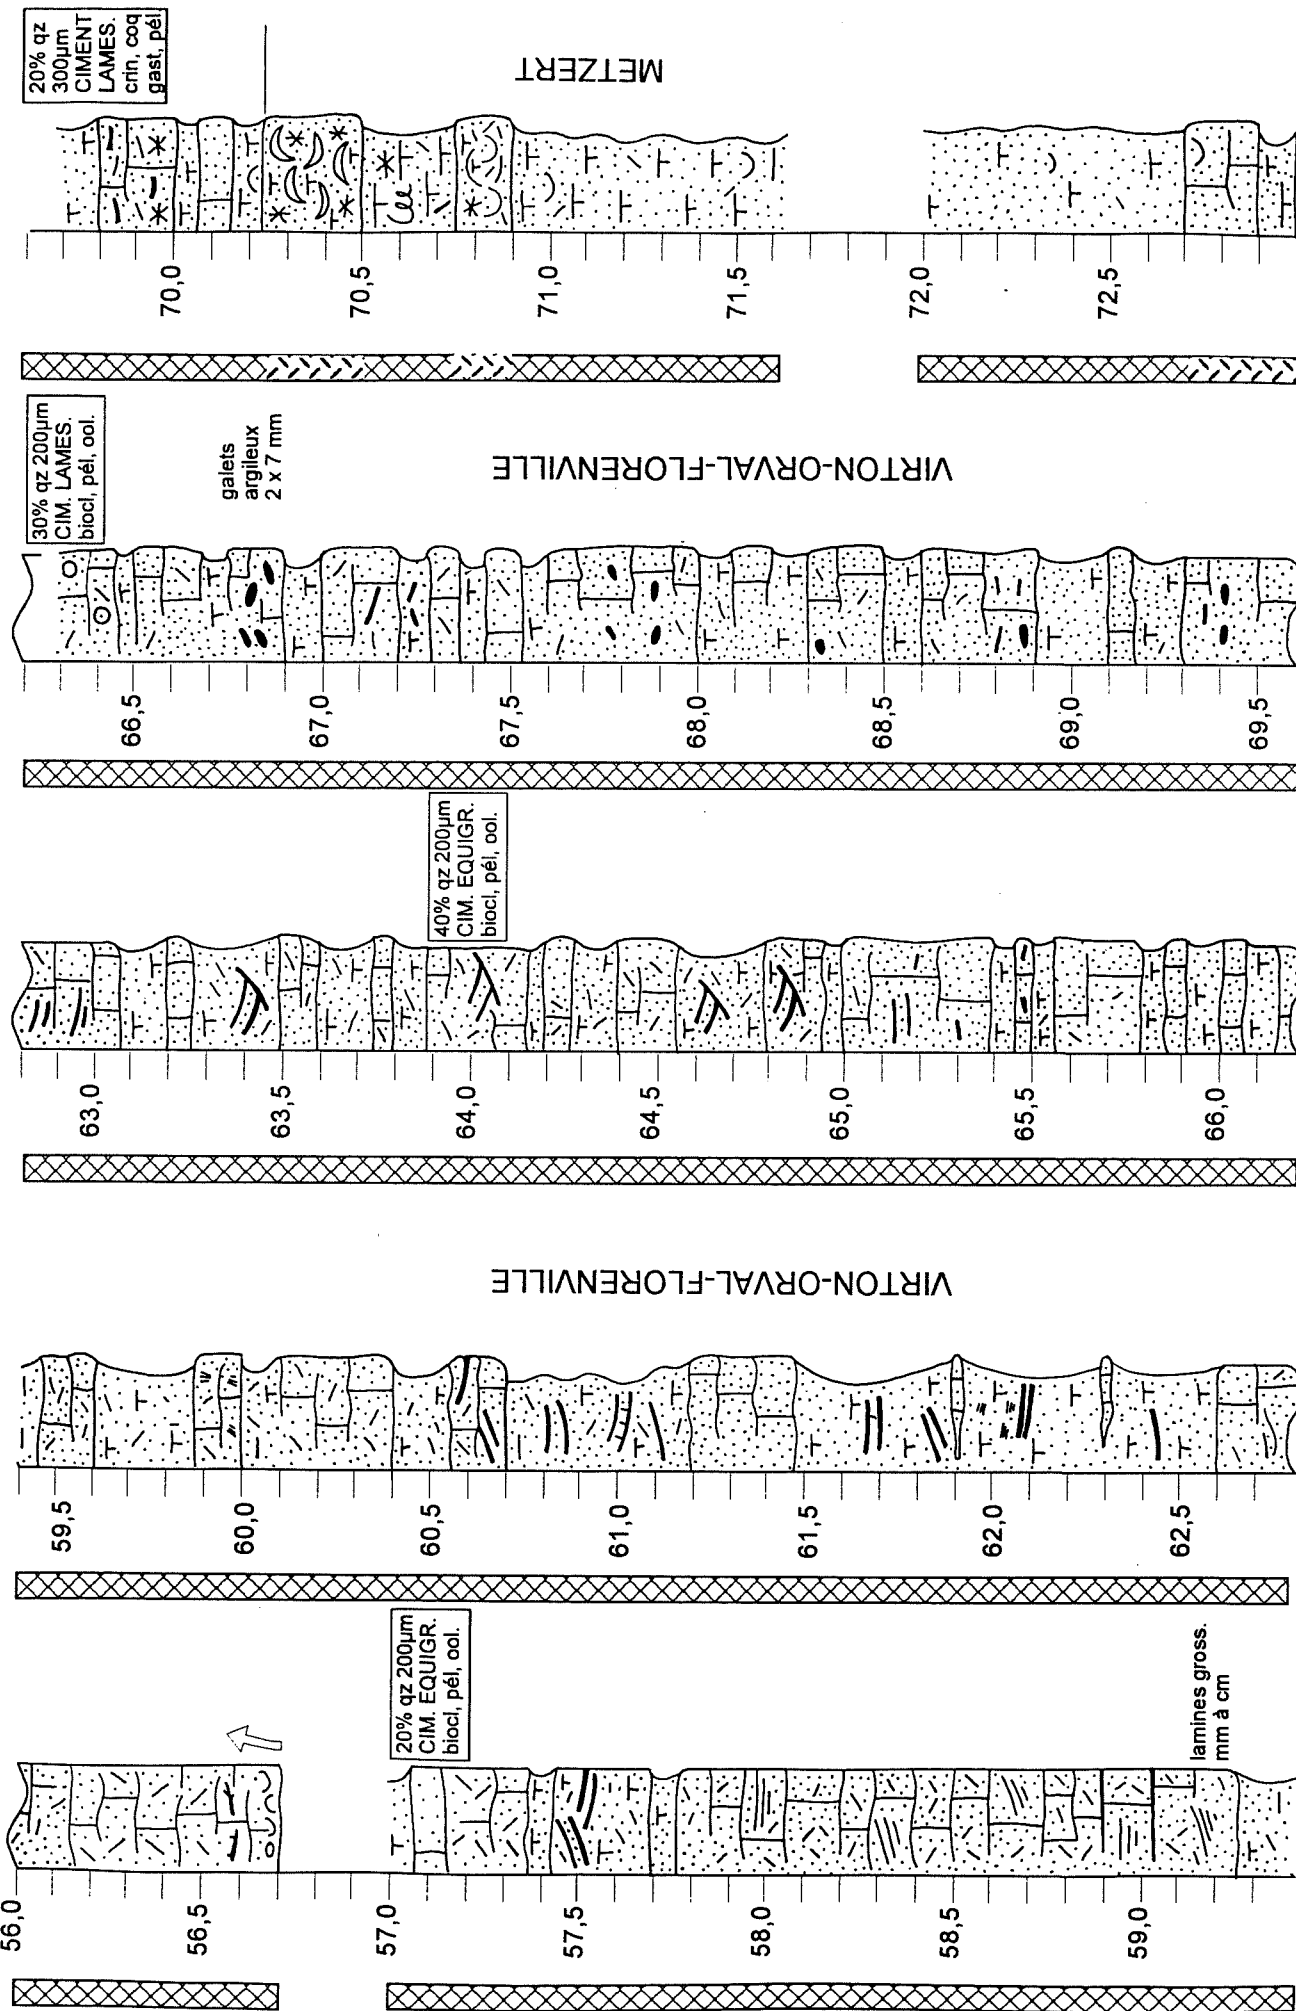 20% qz
300µm
CIMENT
LAMES.
crin, coq
gast, pél
METZERT
70,0
70,5
71,0
71,5
72,0
72,5
30% qz 200µm
CIM. LAMES.
biocl, pél, ool.
galets
argileux
2 x 7 mm
VIRTON-ORVAL-FLORENVILLE
66,5
67,0
67,5
68,0
68,5
69,0
69,5
40% qz 200µm
CIM. EQUIGR.
biocl, pél, ool.
63,0
63,5
64,0
64,5
65,0
65,5
66,0
VIRTON-ORVAL-FLORENVILLE
59,5
60,0
60,5
61,0
61,5
62,0
62,5
20% qz 200µm
CIM. EQUIGR.
biocl, pél, ool.
lamines gross.
mm à cm
56,0
56,5
57,0
57,5
58,0
58,5
59,0